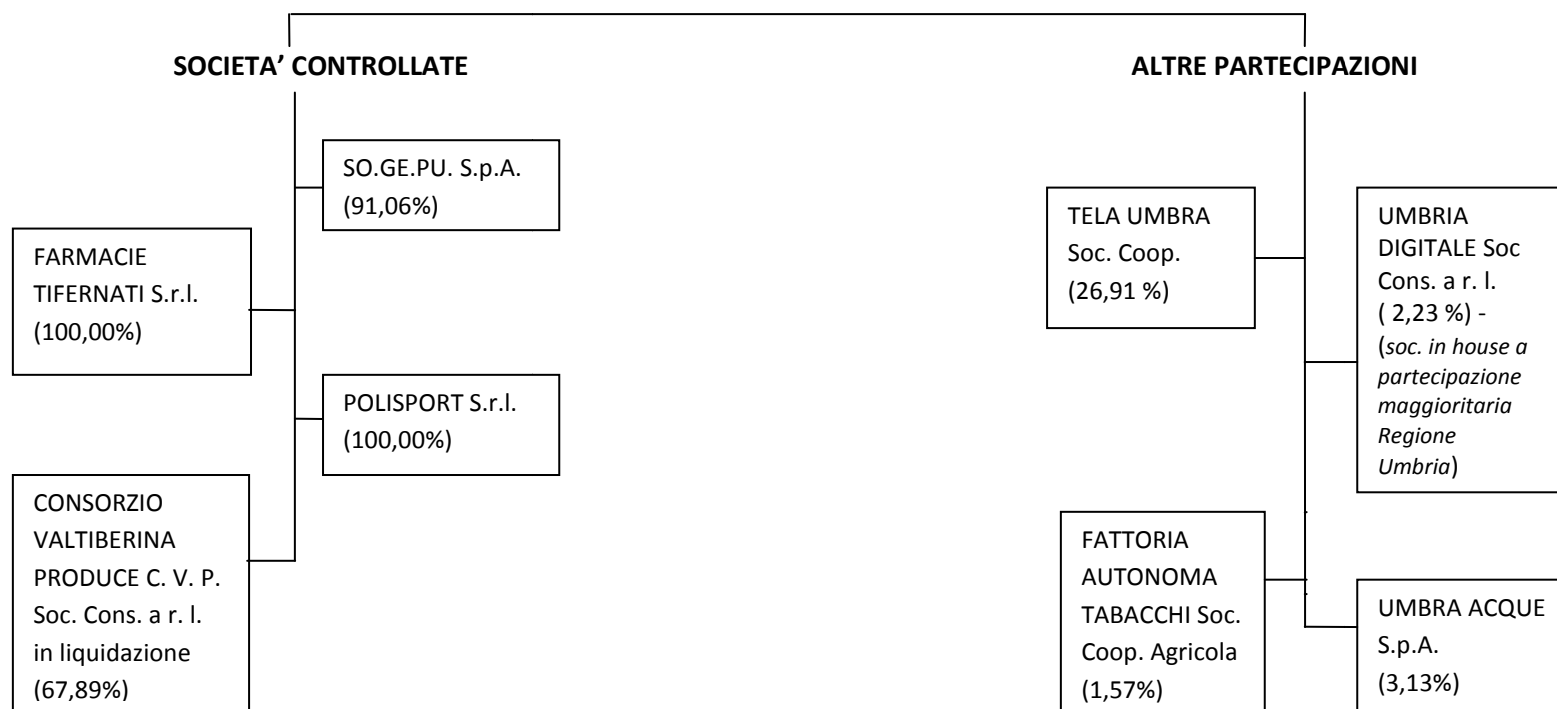 SOCIETA’ CONTROLLATE
SO.GE.PU. S.p.A.
(91,06%)
FARMACIE
TIFERNATI S.r.l.
(100,00%)
POLISPORT S.r.l.
(100,00%)
CONSORZIO
VALTIBERINA
PRODUCE C. V. P.
Soc. Cons. a r. l.
in liquidazione
(67,89%)
ALTRE PARTECIPAZIONI
TELA UMBRA
Soc. Coop.
(26,91 %)
UMBRIA
DIGITALE Soc
Cons. a r. l.
( 2,23 %) -
(soc. in house a
partecipazione
maggioritaria
Regione
Umbria)
FATTORIA
AUTONOMA
TABACCHI Soc.
Coop. Agricola
(1,57%)
UMBRA ACQUE
S.p.A.
(3,13%)